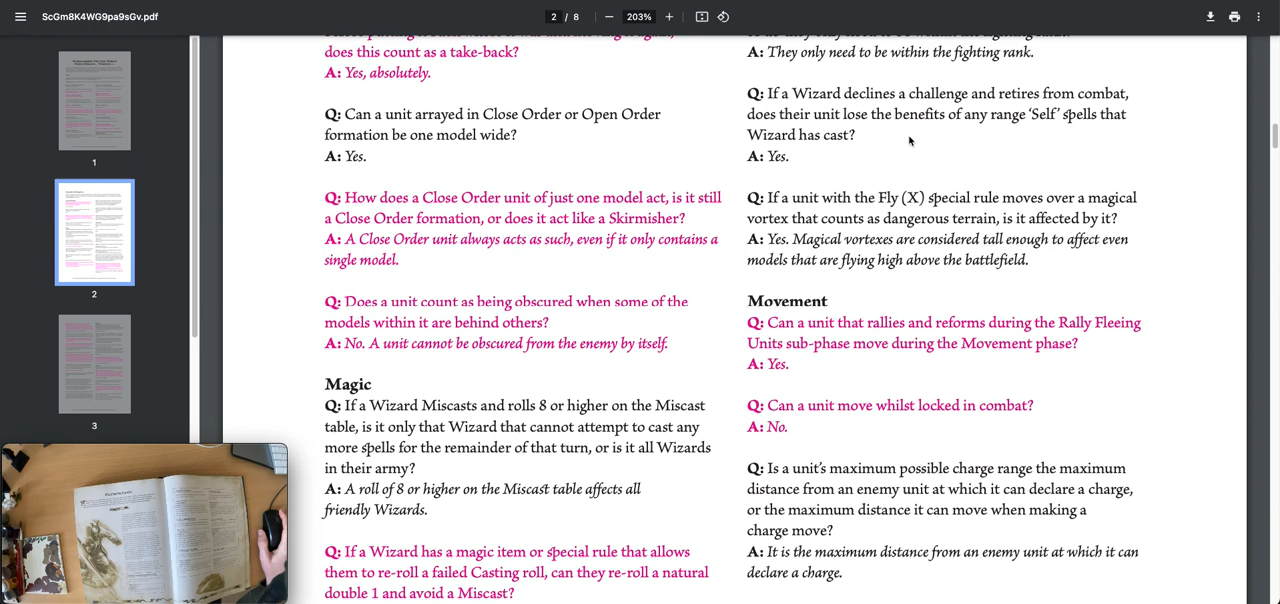 ScGm8K4WG9pa9sGv.pdf
2 / 8
203%
1
2
3
does this count as a take-back?
A: Yes, absolutely.
Q: Can a unit arrayed in Close Order or Open Order
formation be one model wide?
A: Yes.
Q: How does a Close Order unit of just one model act, is it still
a Close Order formation, or does it act like a Skirmisher?
A: A Close Order unit always acts as such, even if it only contains a
single model.
Q: Does a unit count as being obscured when some of the
models within it are behind others?
A: No. A unit cannot be obscured from the enemy by itself.
Magic
Q: If a Wizard Miscasts and rolls 8 or higher on the Miscast
table, is it only that Wizard that cannot attempt to cast any
more spells for the remainder of that turn, or is it all Wizards
in their army?
A: A roll of 8 or higher on the Miscast table affects all
friendly Wizards.
Q: If a Wizard has a magic item or special rule that allows
them to re-roll a failed Casting roll, can they re-roll a natural
double 1 and avoid a Miscast?
A: They only need to be within the fighting rank.
Q: If a Wizard declines a challenge and retires from combat,
does their unit lose the benefits of any range ‘Self’ spells that
Wizard has cast?
A: Yes.
Q: If a unit with the Fly (X) special rule moves over a magical
vortex that counts as dangerous terrain, is it affected by it?
A: Yes. Magical vortexes are considered tall enough to affect even
models that are flying high above the battlefield.
Movement
Q: Can a unit that rallies and reforms during the Rally Fleeing
Units sub-phase move during the Movement phase?
A: Yes.
Q: Can a unit move whilst locked in combat?
A: No.
Q: Is a unit's maximum possible charge range the maximum
distance from an enemy unit at which it can declare a charge,
or the maximum distance it can move when making a
charge move?
A: It is the maximum distance from an enemy unit at which it can
declare a charge.